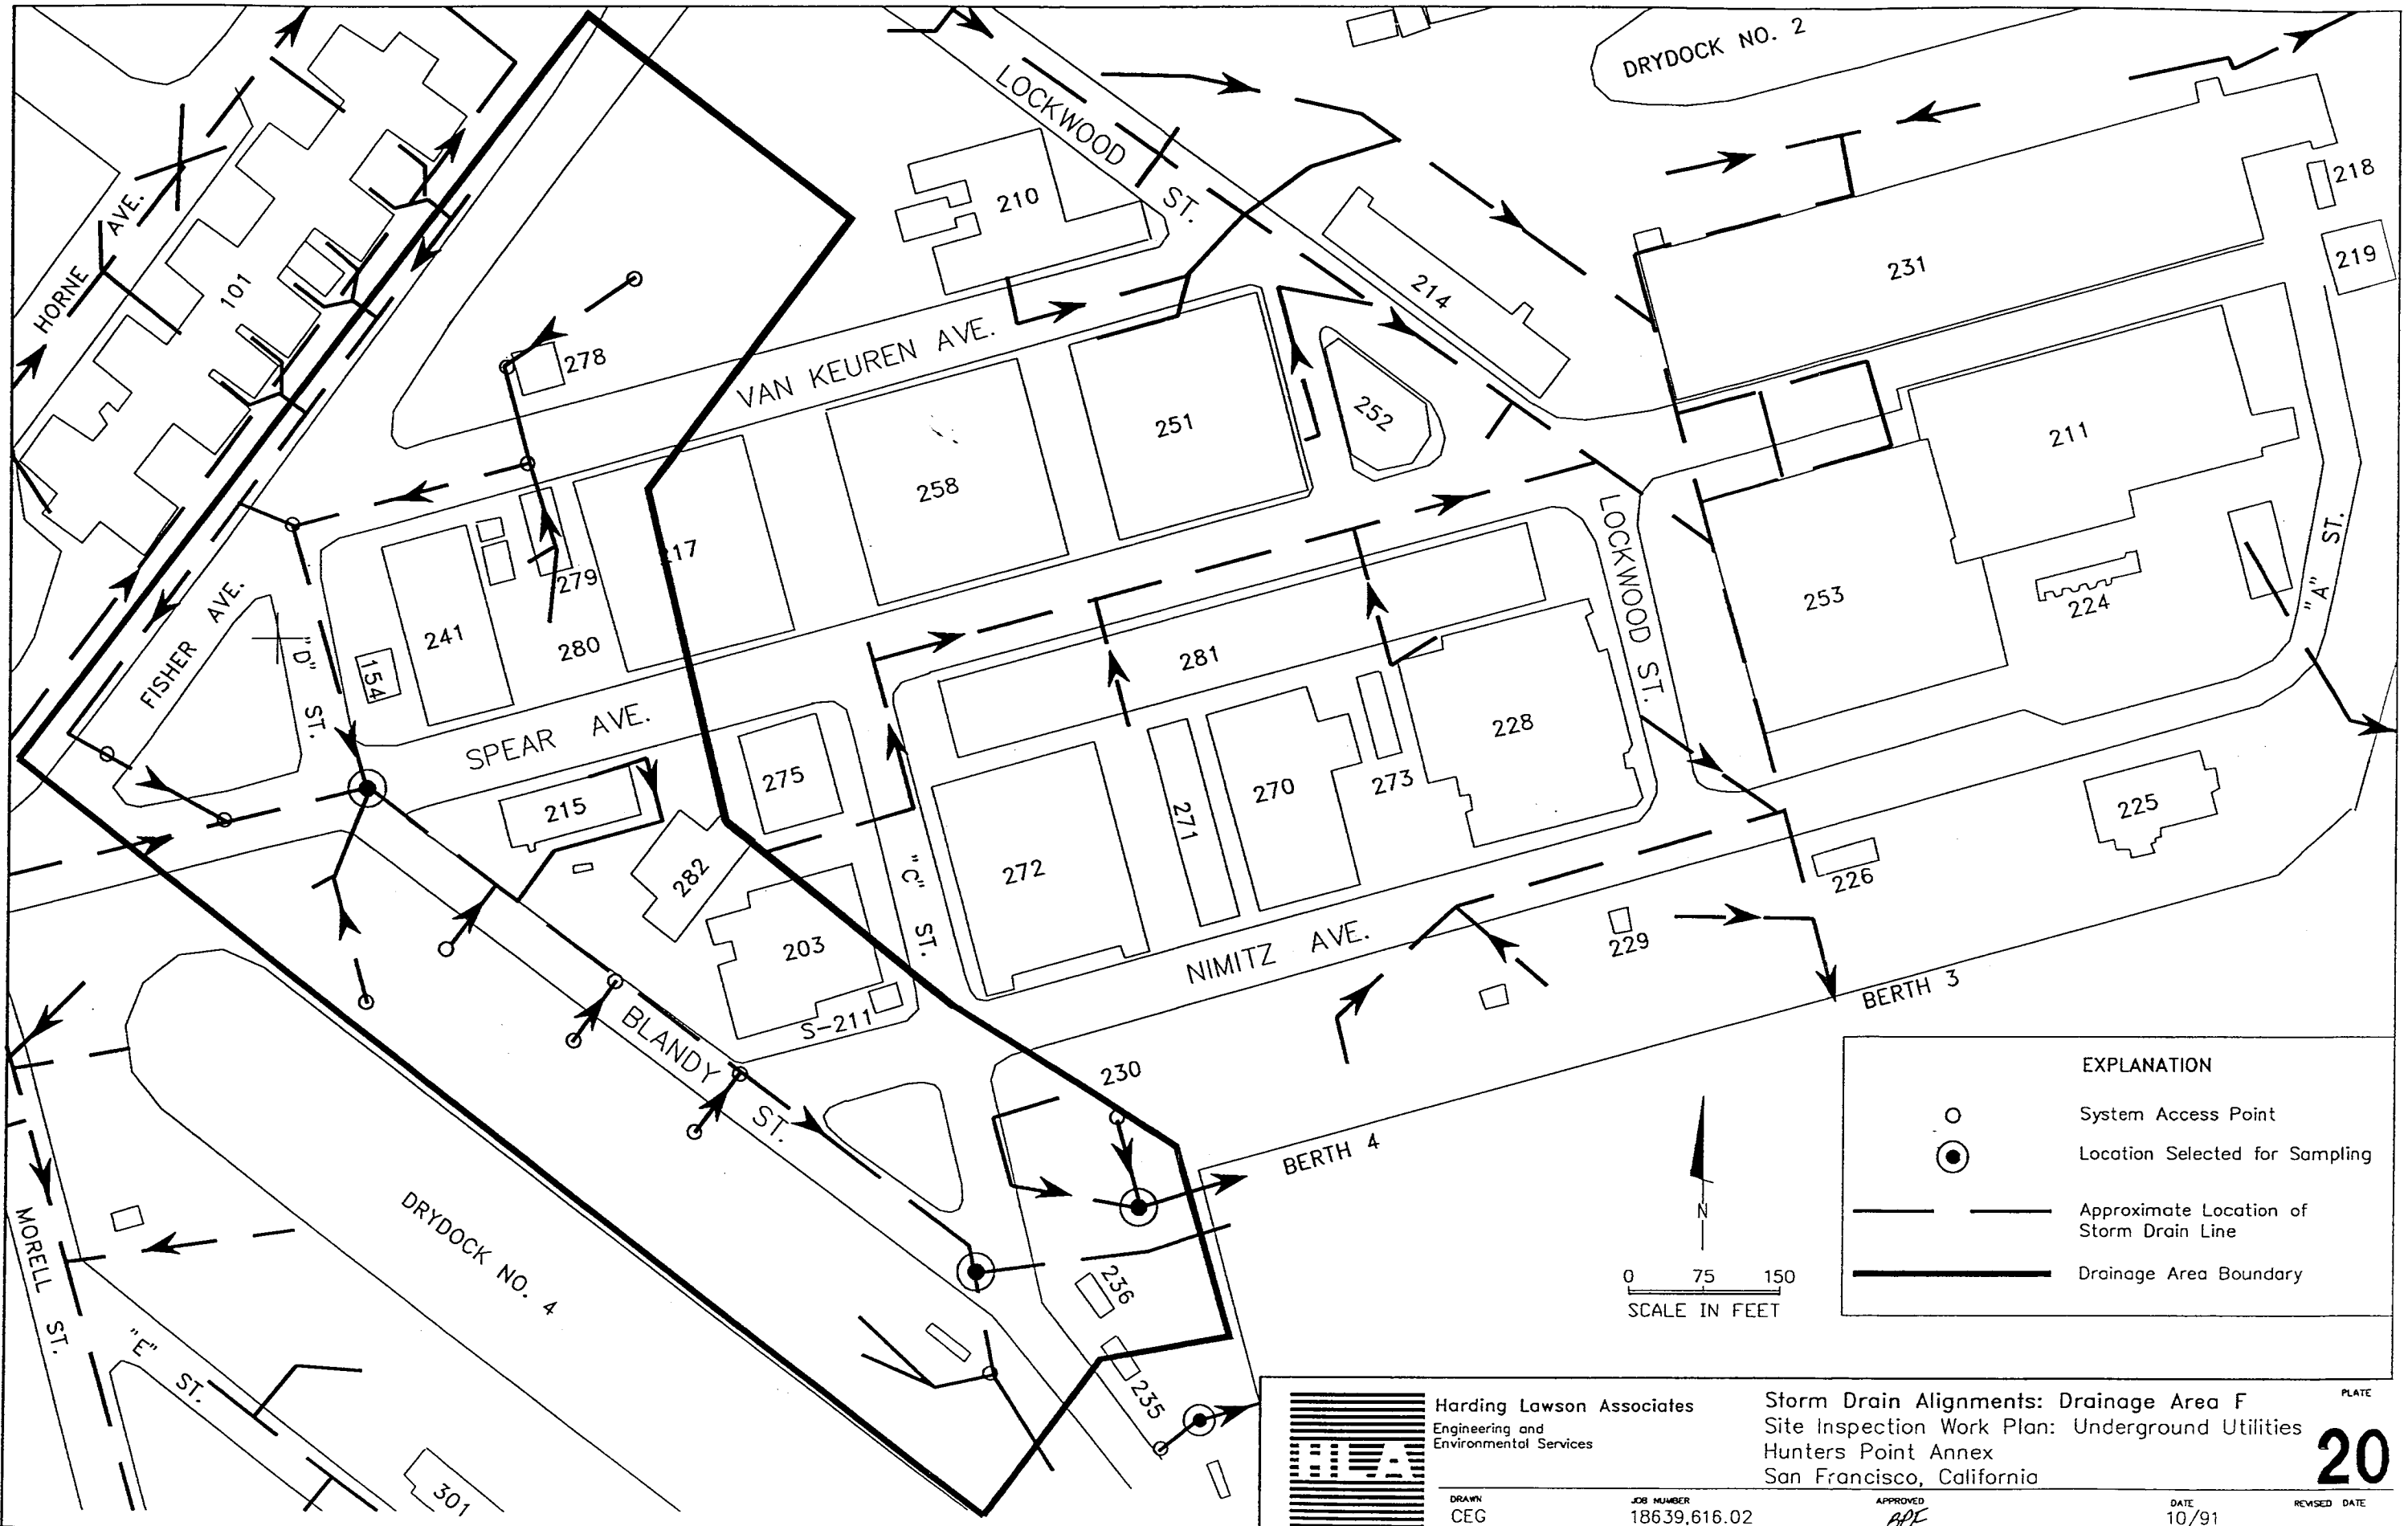 DRYDOCK NO. 2
LOCKWOOD
ST.
HORNE
AVE.
101
210
214
218
219
231
278
VAN KEUREN AVE.
251
252
258
211
FISHER
AVE.
"D"
ST.
154
241
279
280
217
LOCKWOOD ST.
253
224
"A" ST.
SPEAR AVE.
281
215
275
282
203
S-211
"C"
ST.
272
271
270
273
228
225
226
229
NIMITZ AVE.
BLANDY
ST.
230
BERTH 3
BERTH 4
MORELL ST.
DRYDOCK NO. 4
"E"
ST.
301
236
235
N
0 75 150
SCALE IN FEET
EXPLANATION
System Access Point
Location Selected for Sampling
Approximate Location of
Storm Drain Line
Drainage Area Boundary
HLA
Harding Lawson Associates
Engineering and
Environmental Services
Storm Drain Alignments: Drainage Area F
Site Inspection Work Plan: Underground Utilities
Hunters Point Annex
San Francisco, California
PLATE
20
DRAWN
CEG
JOB NUMBER
18639,616.02
APPROVED
DATE
10/91
REVISED DATE